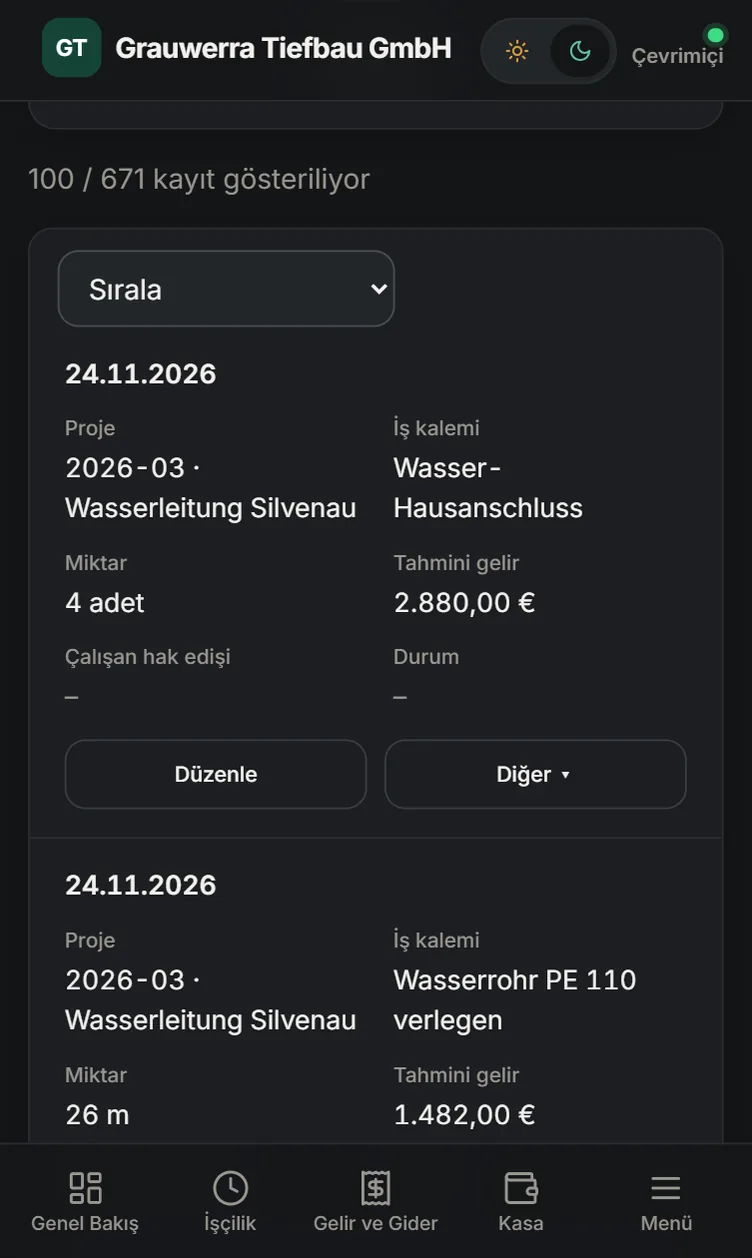 GT Grauwerra Tiefbau GmbH Çevrimiçi
100 / 671 kayıt gösteriliyor
Sırala
24.11.2026
Proje İş kalemi
2026-03 · Wasser-
Wasserleitung Silvenau Hausanschluss
Miktar Tahmini gelir
4 adet 2.880,00 €
Çalışan hak edişi Durum
– –
Düzenle Diğer ▾
24.11.2026
Proje İş kalemi
2026-03 · Wasserrohr PE 110
Wasserleitung Silvenau verlegen
Miktar Tahmini gelir
26 m 1.482,00 €
Genel Bakış İşçilik Gelir ve Gider Kasa Menü